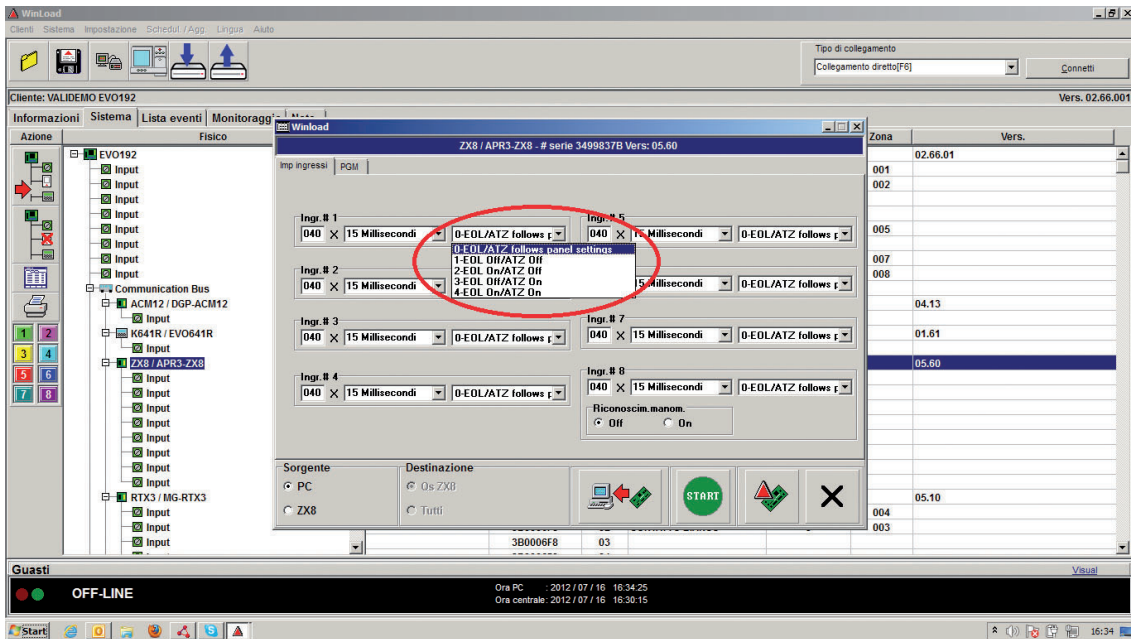 WinLoad
Clienti Sistema Impostazione Schedul. / Agg. Lingua Aiuto
Tipo di collegamento
Collegamento diretto[F6]
Connetti
Cliente: VALIDEMO EVO192
Vers. 02.66.001
Informazioni Sistema Lista eventi Monitoraggio
Azione Fisico Zona Vers.
EVO192 02.66.01
Input 001
Input 002
Input
Input
Input 005
Input
Input 007
Input 008
Communication Bus
ACM12 / DGP-ACM12 04.13
Input
K641R / EVO641R 01.61
Input
ZX8 / APR3-ZX8 05.60
Input
Input
Input
Input
Input
Input
Input
Input
RTX3 / MG-RTX3 05.10
Input 004
Input 003
Input 3B0006F8 03
1 2
3 4
5 6
7 8
Winload
ZX8 / APR3-ZX8 - # serie 3499837B Vers: 05.60
Imp ingressi PGM
Ingr.# 1
040 X 15 Millisecondi 0-EOL/ATZ follows p
0-EOL/ATZ follows panel settings
1-EOL Off/ATZ Off
2-EOL On/ATZ Off
3-EOL Off/ATZ On
4-EOL On/ATZ On
Ingr.# 2
040 X 15 Millisecondi
Ingr.# 3
040 X 15 Millisecondi 0-EOL/ATZ follows p
Ingr.# 4
040 X 15 Millisecondi 0-EOL/ATZ follows p
Ingr.# 5
040 X 15 Millisecondi 0-EOL/ATZ follows p
5 Millisecondi 0-EOL/ATZ follows p
Ingr.# 7
040 X 15 Millisecondi 0-EOL/ATZ follows p
Ingr.# 8
040 X 15 Millisecondi 0-EOL/ATZ follows p
Riconoscim.manom.
Off On
Sorgente
PC
ZX8
Destinazione
Qs ZX8
Tutti
START
Guasti
Visual
OFF-LINE
Ora PC : 2012 / 07 / 16 16:34:25
Ora centrale: 2012 / 07 / 16 16:30:15
Start
16:34